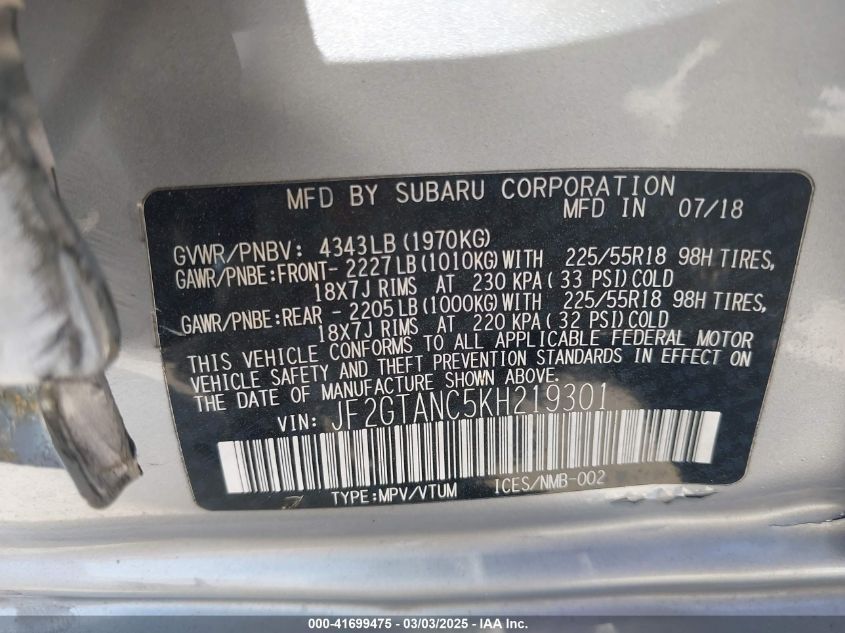 MFD BY SUBARU CORPORATION
MFD IN 07/18
GVWR/PNBV: 4343LB (1970KG)
GAWR/PNBE:FRONT- 2227LB (1010KG) WITH 225/55R18 98H TIRES,
18X7J RIMS AT 230 KPA ( 33 PSI) COLD
GAWR/PNBE:REAR - 2205LB (1000KG) WITH 225/55R18 98H TIRES,
18X7J RIMS AT 220 KPA ( 32 PSI) COLD
THIS VEHICLE CONFORMS TO ALL APPLICABLE FEDERAL MOTOR
VEHICLE SAFETY AND THEFT PREVENTION STANDARDS IN EFFECT ON
THE DATE OF MANUFACTURE SHOWN ABOVE.
VIN: JF2GTANC5KH219301
TYPE:MPV/VTUM ICES/NMB-002
000-41699475 - 03/03/2025 - IAAI.COM